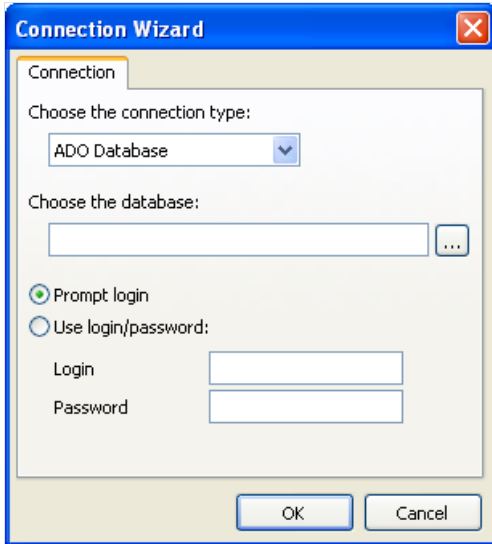 Connection Wizard
Connection
Choose the connection type:
ADO Database
Choose the database:
...
Prompt login
Use login/password:
Login
Password
OK Cancel